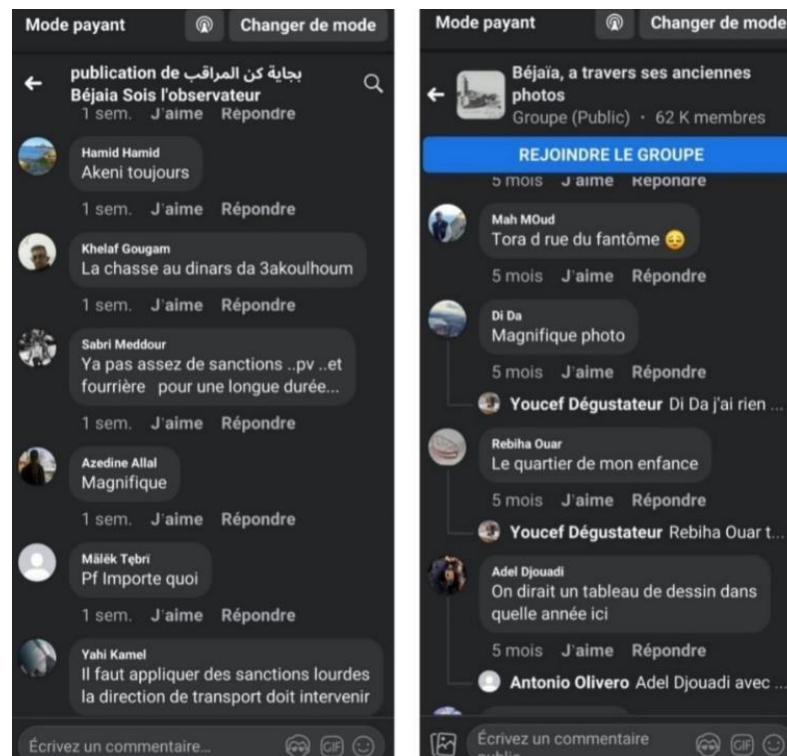 Mode payant
Changer de mode
publication de بجاية كن المراقب
Béjaia Sois l'observateur
1 sem. J'aime Répondre
Hamid Hamid
Akeni toujours
1 sem. J'aime Répondre
Khelaf Gougam
La chasse au dinars da 3akoulhoum
1 sem. J'aime Répondre
Sabri Meddour
Ya pas assez de sanctions ..pv ..et
fourrière pour une longue durée...
1 sem. J'aime Répondre
Azedine Allal
Magnifique
1 sem. J'aime Répondre
Mãlëk Tębrï
Pf Importe quoi
1 sem. J'aime Répondre
Yahi Kamel
Il faut appliquer des sanctions lourdes
la direction de transport doit intervenir
Écrivez un commentaire...
GIF
Mode payant
Changer de mode
Béjaïa, a travers ses anciennes
photos
Groupe (Public) · 62 K membres
REJOINDRE LE GROUPE
5 mois J'aime Répondre
Mah MOud
Tora d rue du fantôme 😔
5 mois J'aime Répondre
Di Da
Magnifique photo
5 mois J'aime Répondre
Youcef Dégustateur Di Da j'ai rien ...
Rebiha Ouar
Le quartier de mon enfance
5 mois J'aime Répondre
Youcef Dégustateur Rebiha Ouar t...
Adel Djouadi
On dirait un tableau de dessin dans
quelle année ici
5 mois J'aime Répondre
Antonio Olivero Adel Djouadi avec ...
Écrivez un commentaire
public
GIF